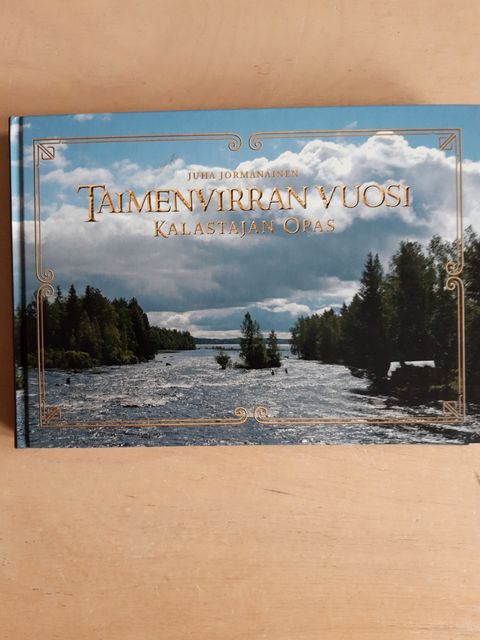 JUHA JORMANAINEN
TAIMENVIRRAN VUOSI
KALASTAJAN OPAS